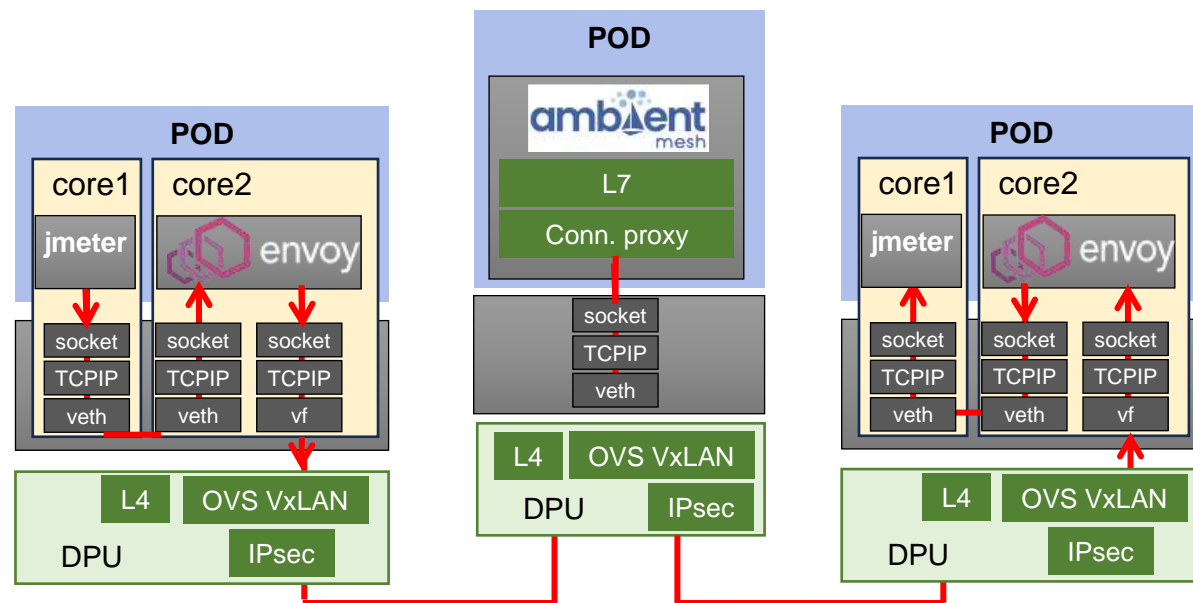 POD
core1
core2
jmeter
envoy
socket
socket
socket
TCPIP
TCPIP
TCPIP
veth
veth
vf
L4
OVS VxLAN
DPU
IPsec
POD
ambient
mesh
L7
Conn. proxy
socket
TCPIP
veth
L4
OVS VxLAN
DPU
IPsec
POD
core1
core2
jmeter
envoy
socket
socket
socket
TCPIP
TCPIP
TCPIP
veth
veth
vf
L4
OVS VxLAN
DPU
IPsec